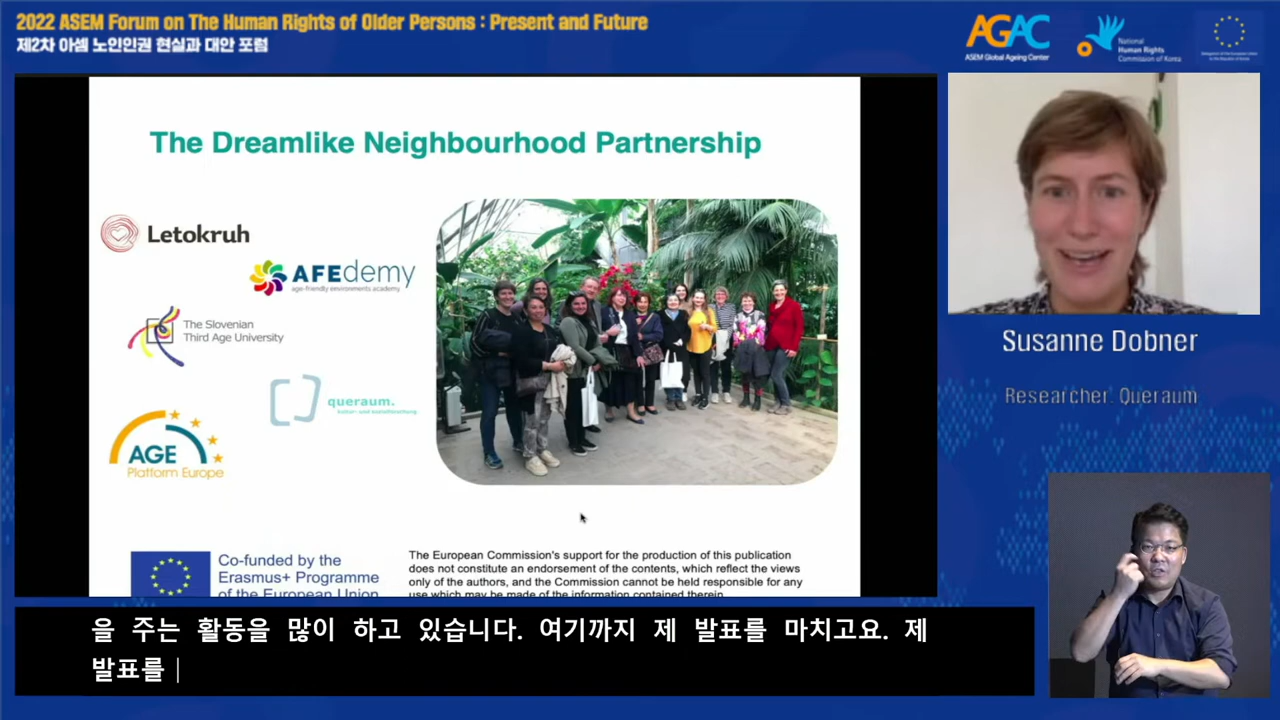 2022 ASEM Forum on The Human Rights of Older Persons : Present and Future
제2차 아셈 노인인권 현실과 대안 포럼
AGAC
ASEM Global Ageing Center
National
Human Rights
Commission of Korea
The Dreamlike Neighbourhood Partnership
Letokruh
AFEdemy
age-friendly environments academy
The Slovenian
Third Age University
queraum.
kultur- und sozialforschung
AGE
Platform Europe
Co-funded by the
Erasmus+ Programme
of the European Union
The European Commission's support for the production of this publication
does not constitute an endorsement of the contents, which reflect the views
only of the authors, and the Commission cannot be held responsible for any
use which may be made of the information contained therein.
Susanne Dobner
Researcher, Queraum
을 주는 활동을 많이 하고 있습니다. 여기까지 제 발표를 마치고요. 제
발표를